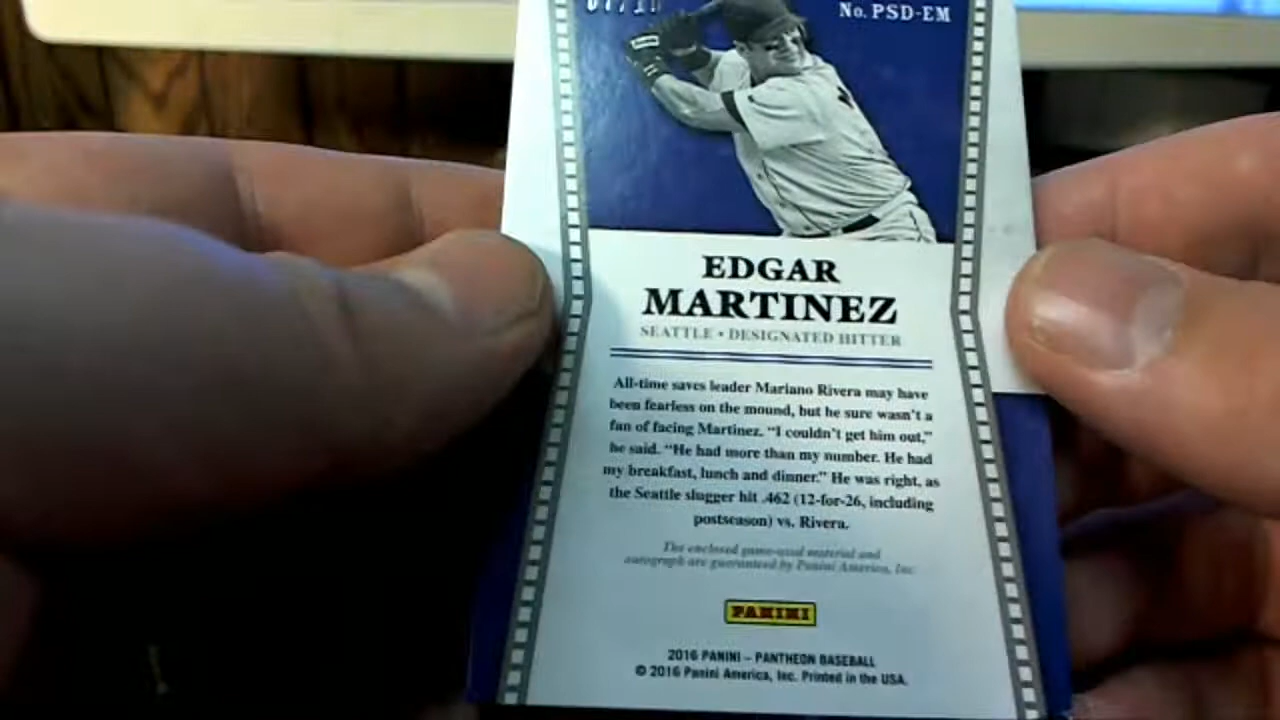 No. PSD-EM
EDGAR
MARTINEZ
SEATTLE • DESIGNATED HITTER
All-time saves leader Mariano Rivera may have
been fearless on the mound, but he sure wasn't a
fan of facing Martinez. "I couldn't get him out,"
he said. "He had more than my number. He had
my breakfast, lunch and dinner." He was right, as
the Seattle slugger hit .462 (12-for-26, including
postseason) vs. Rivera.
The enclosed game-used material and
autograph are guaranteed by Panini America, Inc.
PANINI
2016 PANINI – PANTHEON BASEBALL
© 2016 Panini America, Inc. Printed in the USA.